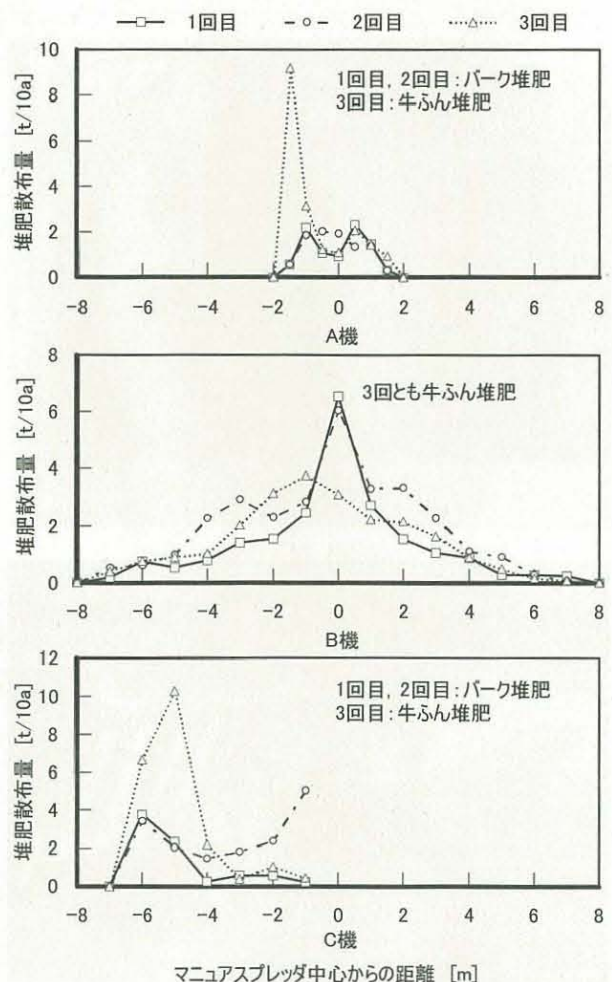 1回目 2回目 3回目
堆肥散布量 [t/10a]
10
8
6
4
2
0
1回目, 2回目：バーク堆肥
3回目：牛ふん堆肥
-8 -6 -4 -2 0 2 4 6 8
A機
堆肥散布量 [t/10a]
8
6
4
2
0
3回とも牛ふん堆肥
-8 -6 -4 -2 0 2 4 6 8
B機
堆肥散布量 [t/10a]
12
10
8
6
4
2
0
1回目, 2回目：バーク堆肥
3回目：牛ふん堆肥
-8 -6 -4 -2 0 2 4 6 8
C機
マニュアスプレッダ中心からの距離 [m]